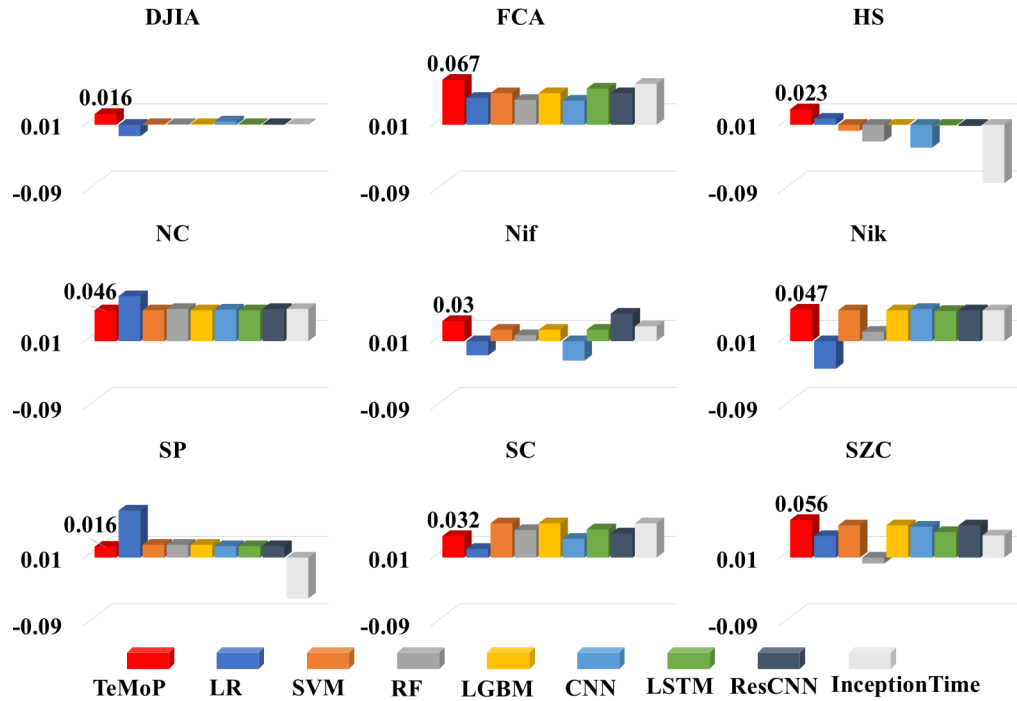 DJIA
FCA
HS
0.016
0.067
0.023
0.01
0.01
0.01
-0.09
-0.09
-0.09
NC
Nif
Nik
0.046
0.03
0.047
0.01
0.01
0.01
-0.09
-0.09
-0.09
SP
SC
SZC
0.016
0.032
0.056
0.01
0.01
0.01
-0.09
-0.09
-0.09
TeMoP
LR
SVM
RF
LGBM
CNN
LSTM
ResCNN
InceptionTime